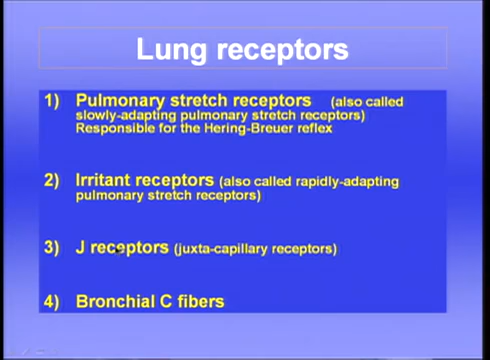 Lung receptors
1) Pulmonary stretch receptors (also called
slowly-adapting pulmonary stretch receptors)
Responsible for the Hering-Breuer reflex
2) Irritant receptors (also called rapidly-adapting
pulmonary stretch receptors)
3) J receptors (juxta-capillary receptors)
4) Bronchial C fibers